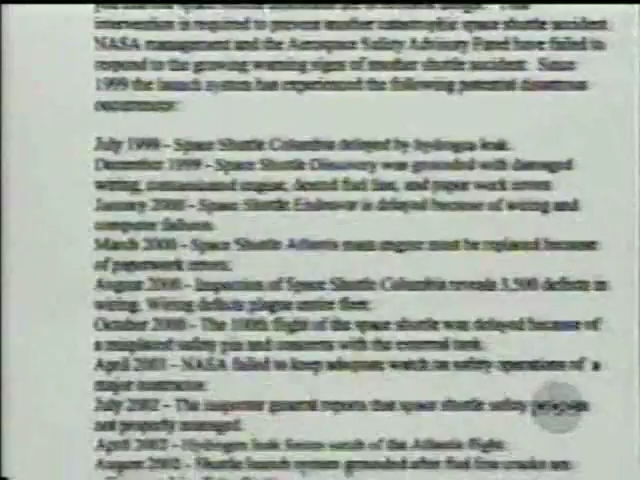 intervention is required to prevent another catastrophic space shuttle accident.
NASA management and the Aerospace Safety Advisory Panel have failed to
respond to the growing warning signs of another shuttle accident. Since
1999 the launch system has experienced the following potential disastrous
occurrences:
July 1999 - Space Shuttle Columbia delayed by hydrogen leak.
December 1999 - Space Shuttle Discovery was grounded with damaged
wiring, contaminated engine, dented fuel line, and paper work errors.
January 2000 - Space Shuttle Endeavor is delayed because of wiring and
computer failures.
March 2000 - Space Shuttle Atlantis main engine must be replaced because
of paperwork errors.
August 2000 - Inspection of Space Shuttle Columbia reveals 3,500 defects in
wiring. Wiring defects plague entire fleet.
October 2000 - The 100th flight of the space shuttle was delayed because of
a misplaced safety pin and concerns with the external tank.
April 2001 - NASA failed to keep adequate watch on safety operations of a
major contractor.
July 2002 - The inspector general reports that space shuttle safety program
not properly managed.
April 2002 - Hydrogen leak forces scrub of the Atlantis flight.
August 2002 - Shuttle launch system grounded after fuel line cracks are